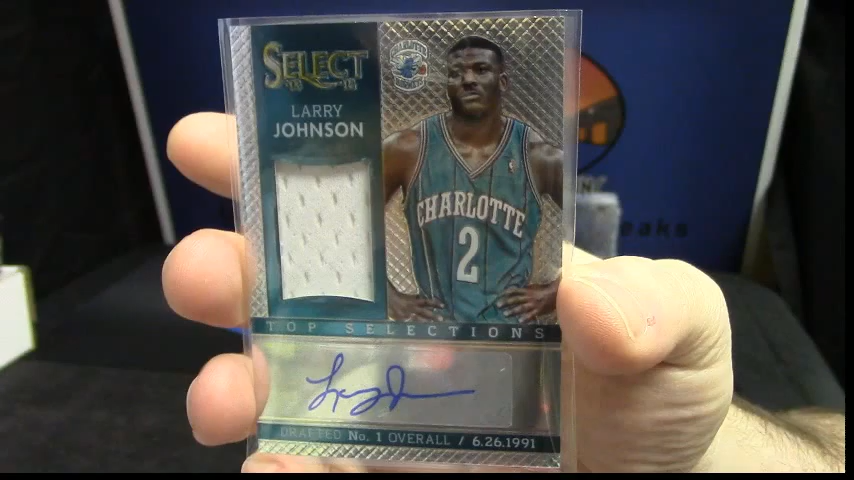 SELECT
LARRY
JOHNSON
CHARLOTTE
2
TOP SELECTIONS
DRAFTED No. 1 OVERALL / 6.26.1991